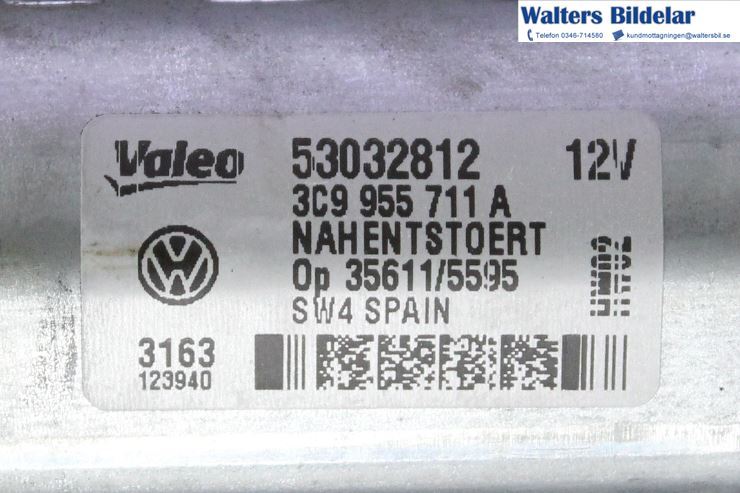 Walters Bildelar
Telefon 0346-714580 kundmottagningen@waltersbil.se
Valeo 53032812 12V
3C9 955 711 A
NAHENTSTOERT
Op 35611/5595
SW4 SPAIN
3163
123940